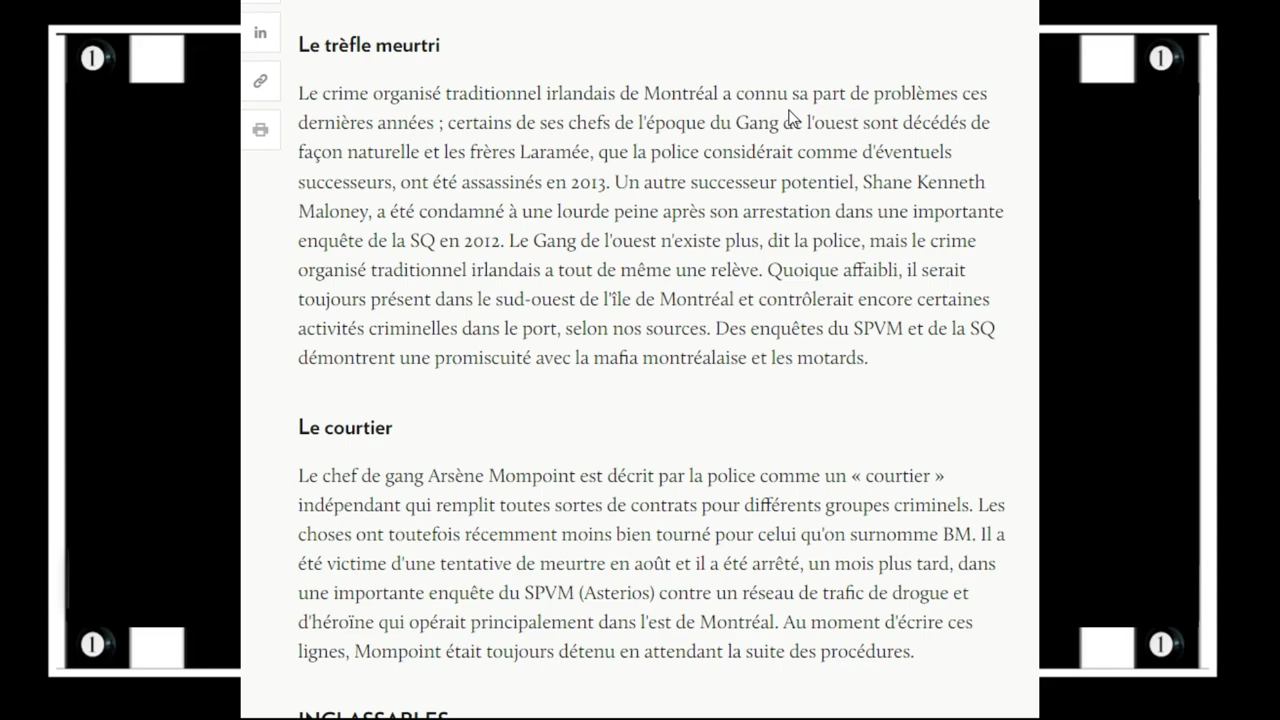 in
Le trèfle meurtri
Le crime organisé traditionnel irlandais de Montréal a connu sa part de problèmes ces
dernières années ; certains de ses chefs de l'époque du Gang de l'ouest sont décédés de
façon naturelle et les frères Laramée, que la police considérait comme d'éventuels
successeurs, ont été assassinés en 2013. Un autre successeur potentiel, Shane Kenneth
Maloney, a été condamné à une lourde peine après son arrestation dans une importante
enquête de la SQ en 2012. Le Gang de l'ouest n'existe plus, dit la police, mais le crime
organisé traditionnel irlandais a tout de même une relève. Quoique affaibli, il serait
toujours présent dans le sud-ouest de l'île de Montréal et contrôlerait encore certaines
activités criminelles dans le port, selon nos sources. Des enquêtes du SPVM et de la SQ
démontrent une promiscuité avec la mafia montréalaise et les motards.
Le courtier
Le chef de gang Arsène Mompoint est décrit par la police comme un « courtier »
indépendant qui remplit toutes sortes de contrats pour différents groupes criminels. Les
choses ont toutefois récemment moins bien tourné pour celui qu'on surnomme BM. Il a
été victime d'une tentative de meurtre en août et il a été arrêté, un mois plus tard, dans
une importante enquête du SPVM (Asterios) contre un réseau de trafic de drogue et
d'héroïne qui opérait principalement dans l'est de Montréal. Au moment d'écrire ces
lignes, Mompoint était toujours détenu en attendant la suite des procédures.
INCLASSABLES
1
1
1
1